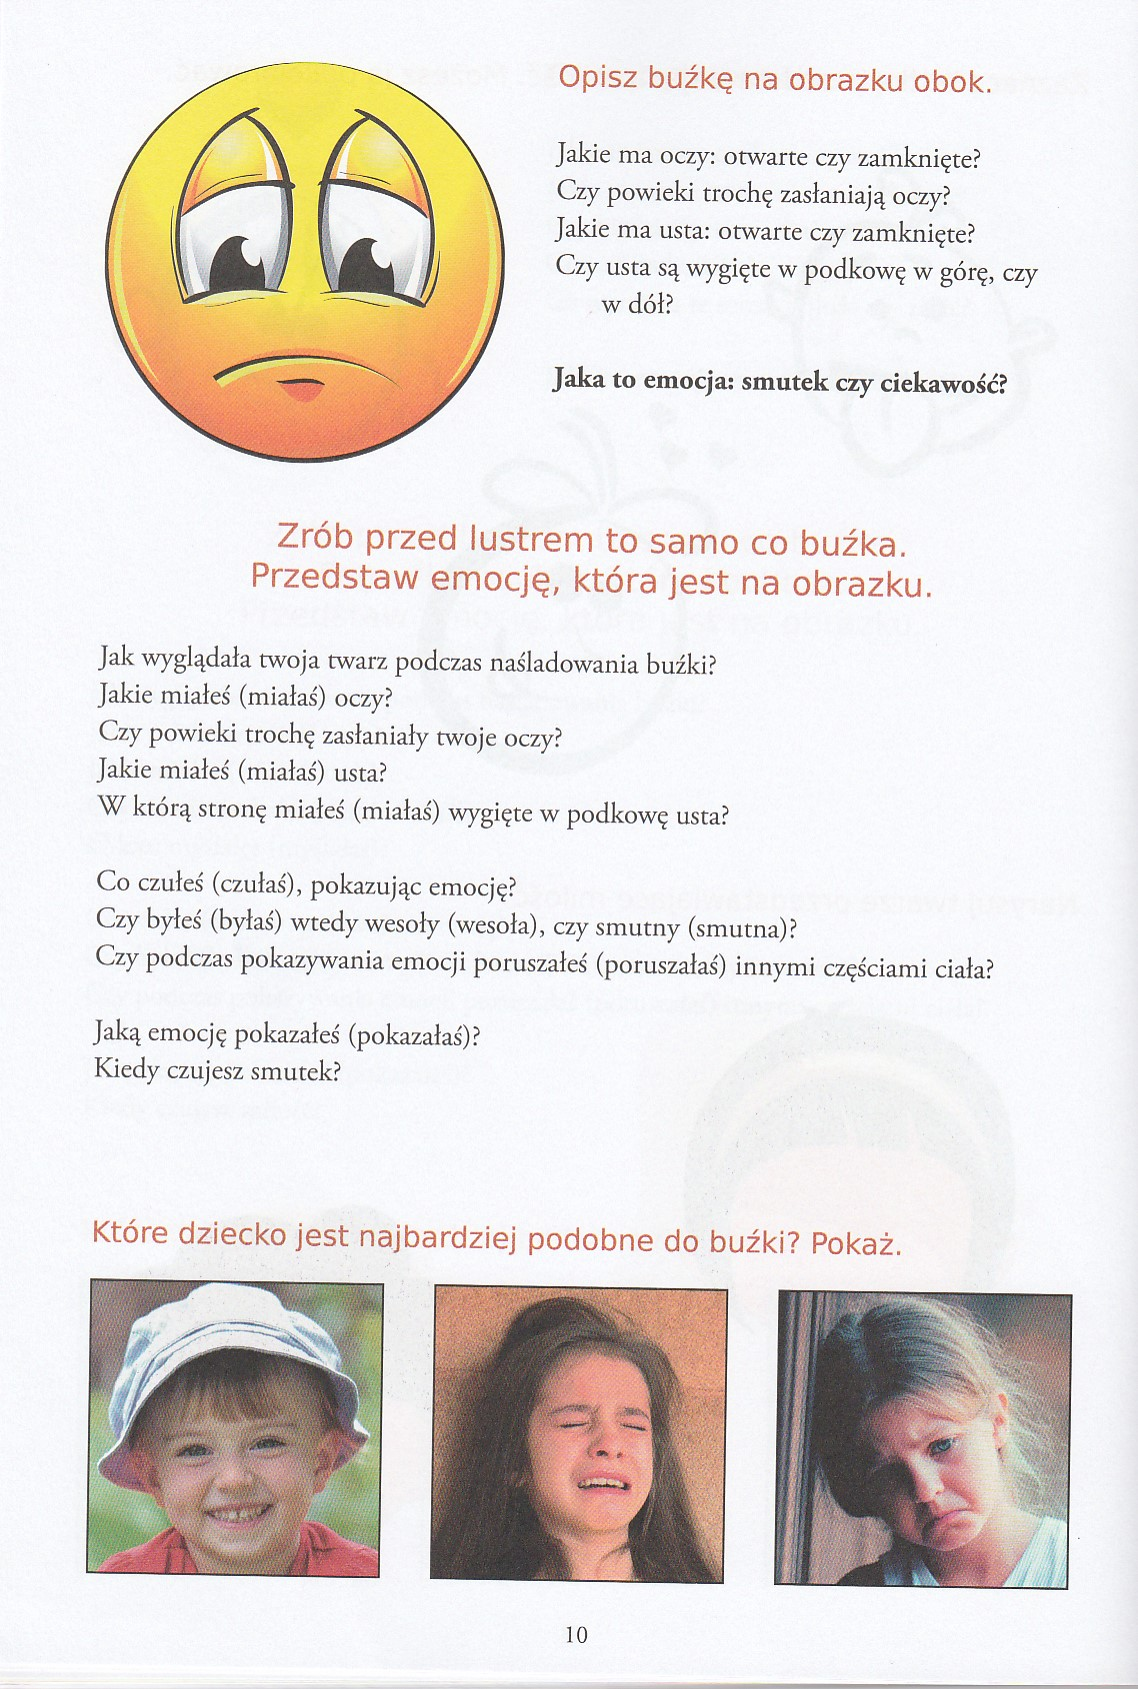 Opisz buźkę na obrazku obok.
Jakie ma oczy: otwarte czy zamknięte?
Czy powieki trochę zasłaniają oczy?
Jakie ma usta: otwarte czy zamknięte?
Czy usta są wygięte w podkowę w górę, czy
w dół?
Jaka to emocja: smutek czy ciekawość?
Zrób przed lustrem to samo co buźka.
Przedstaw emocję, która jest na obrazku.
Jak wyglądała twoja twarz podczas naśladowania buźki?
Jakie miałeś (miałaś) oczy?
Czy powieki trochę zasłaniały twoje oczy?
Jakie miałeś (miałaś) usta?
W którą stronę miałeś (miałaś) wygięte w podkowę usta?
Co czułeś (czułaś), pokazując emocję?
Czy byłeś (byłaś) wtedy wesoły (wesoła), czy smutny (smutna)?
Czy podczas pokazywania emocji poruszałeś (poruszałaś) innymi częściami ciała?
Jaką emocję pokazałeś (pokazałaś)?
Kiedy czujesz smutek?
Które dziecko jest najbardziej podobne do buźki? Pokaż.
10